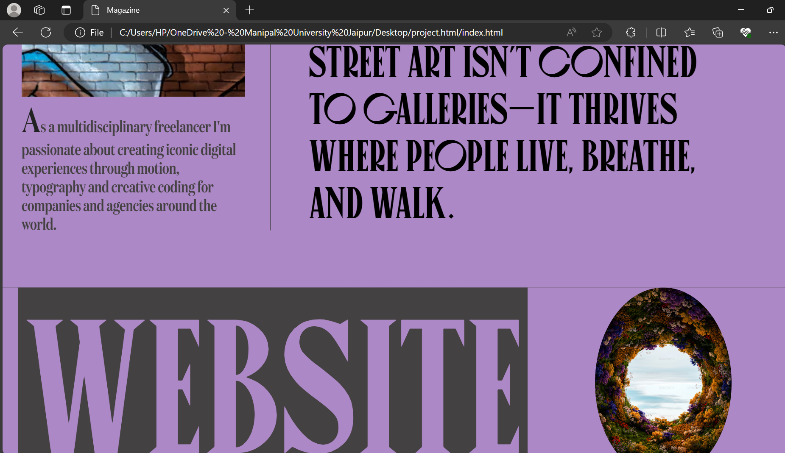 Magazine
File
C:/Users/HP/OneDrive%20-%20Manipal%20University%20Jaipur/Desktop/project.html/index.html
STREET ART ISN'T CONFINED
TO GALLERIES—IT THRIVES
WHERE PEOPLE LIVE, BREATHE,
AND WALK.
As a multidisciplinary freelancer I'm
passionate about creating iconic digital
experiences through motion,
typography and creative coding for
companies and agencies around the
world.
WEBSITE